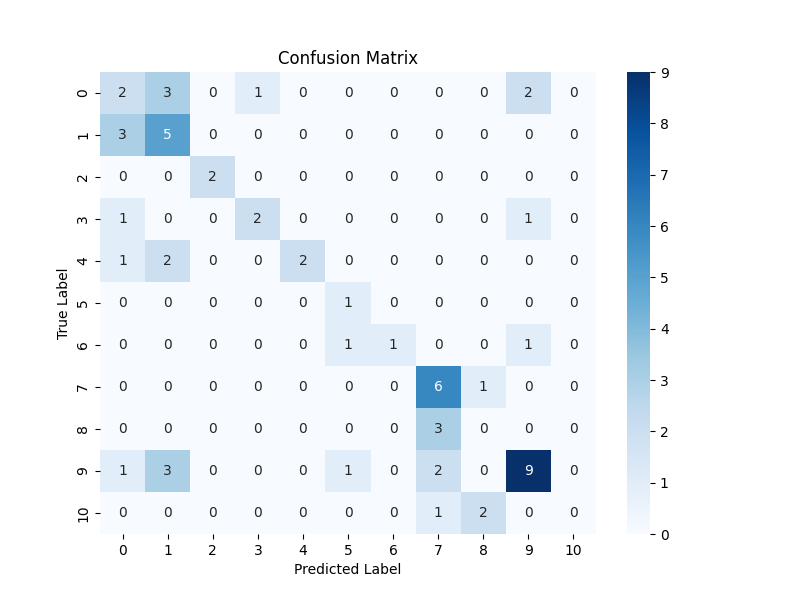 Confusion Matrix
0 2 3 0 1 0 0 0 0 0 2 0
1 3 5 0 0 0 0 0 0 0 0 0
2 0 0 2 0 0 0 0 0 0 0 0
3 1 0 0 2 0 0 0 0 0 1 0
4 1 2 0 0 2 0 0 0 0 0 0
5 0 0 0 0 0 1 0 0 0 0 0
6 0 0 0 0 0 1 1 0 0 1 0
7 0 0 0 0 0 0 0 6 1 0 0
8 0 0 0 0 0 0 0 3 0 0 0
9 1 3 0 0 0 1 0 2 0 9 0
10 0 0 0 0 0 0 0 1 2 0 0
0 1 2 3 4 5 6 7 8 9 10
Predicted Label
True Label
9
8
7
6
5
4
3
2
1
0